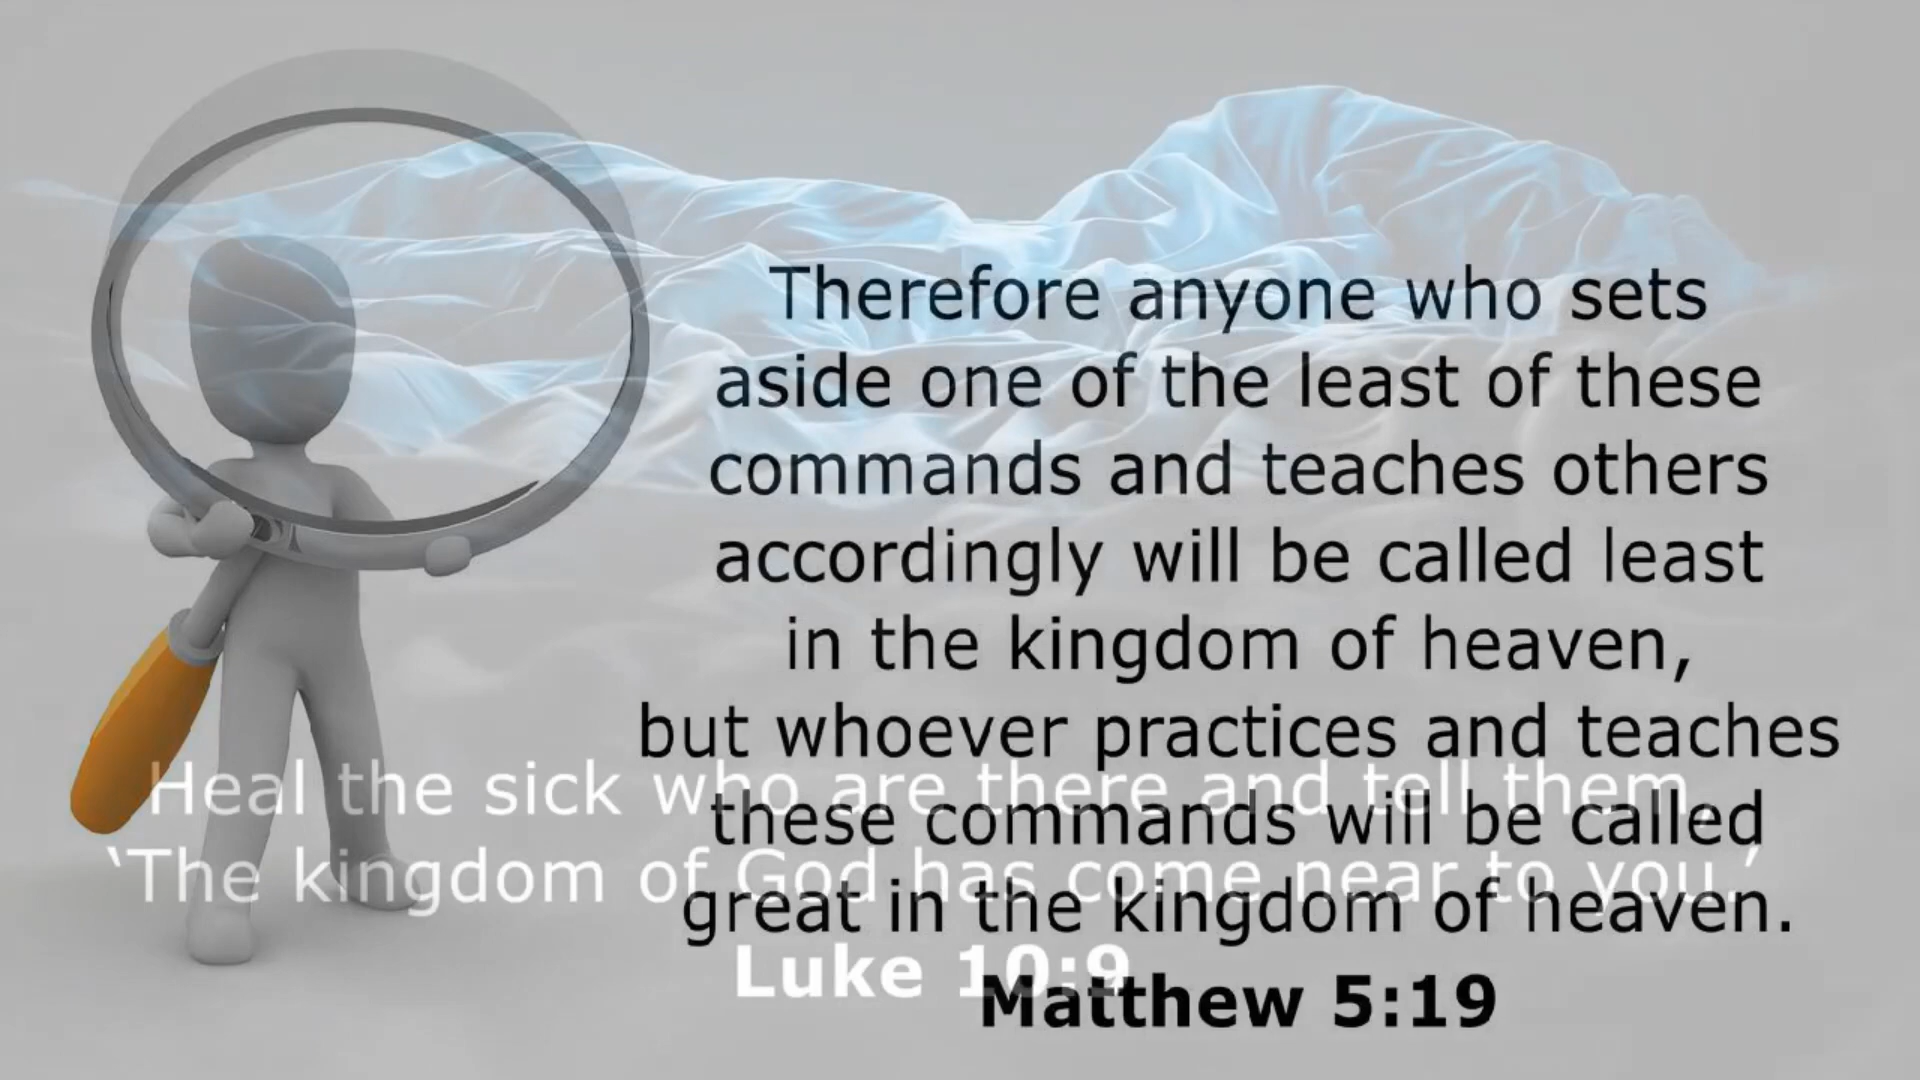 Therefore anyone who sets
aside one of the least of these
commands and teaches others
accordingly will be called least
in the kingdom of heaven,
but whoever practices and teaches
these commands will be called
great in the kingdom of heaven.
Matthew 5:19
Heal the sick who are there and tell them,
‘The kingdom of God has come near to you.’
Luke 10:9